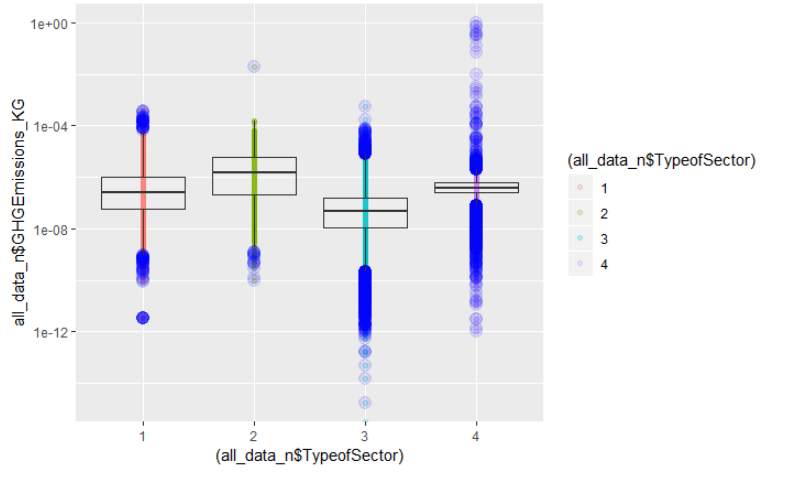 1e+00
1e-04
1e-08
1e-12
all_data_n$GHGEmissions_KG
1
2
3
4
(all_data_n$TypeofSector)
(all_data_n$TypeofSector)
1
2
3
4